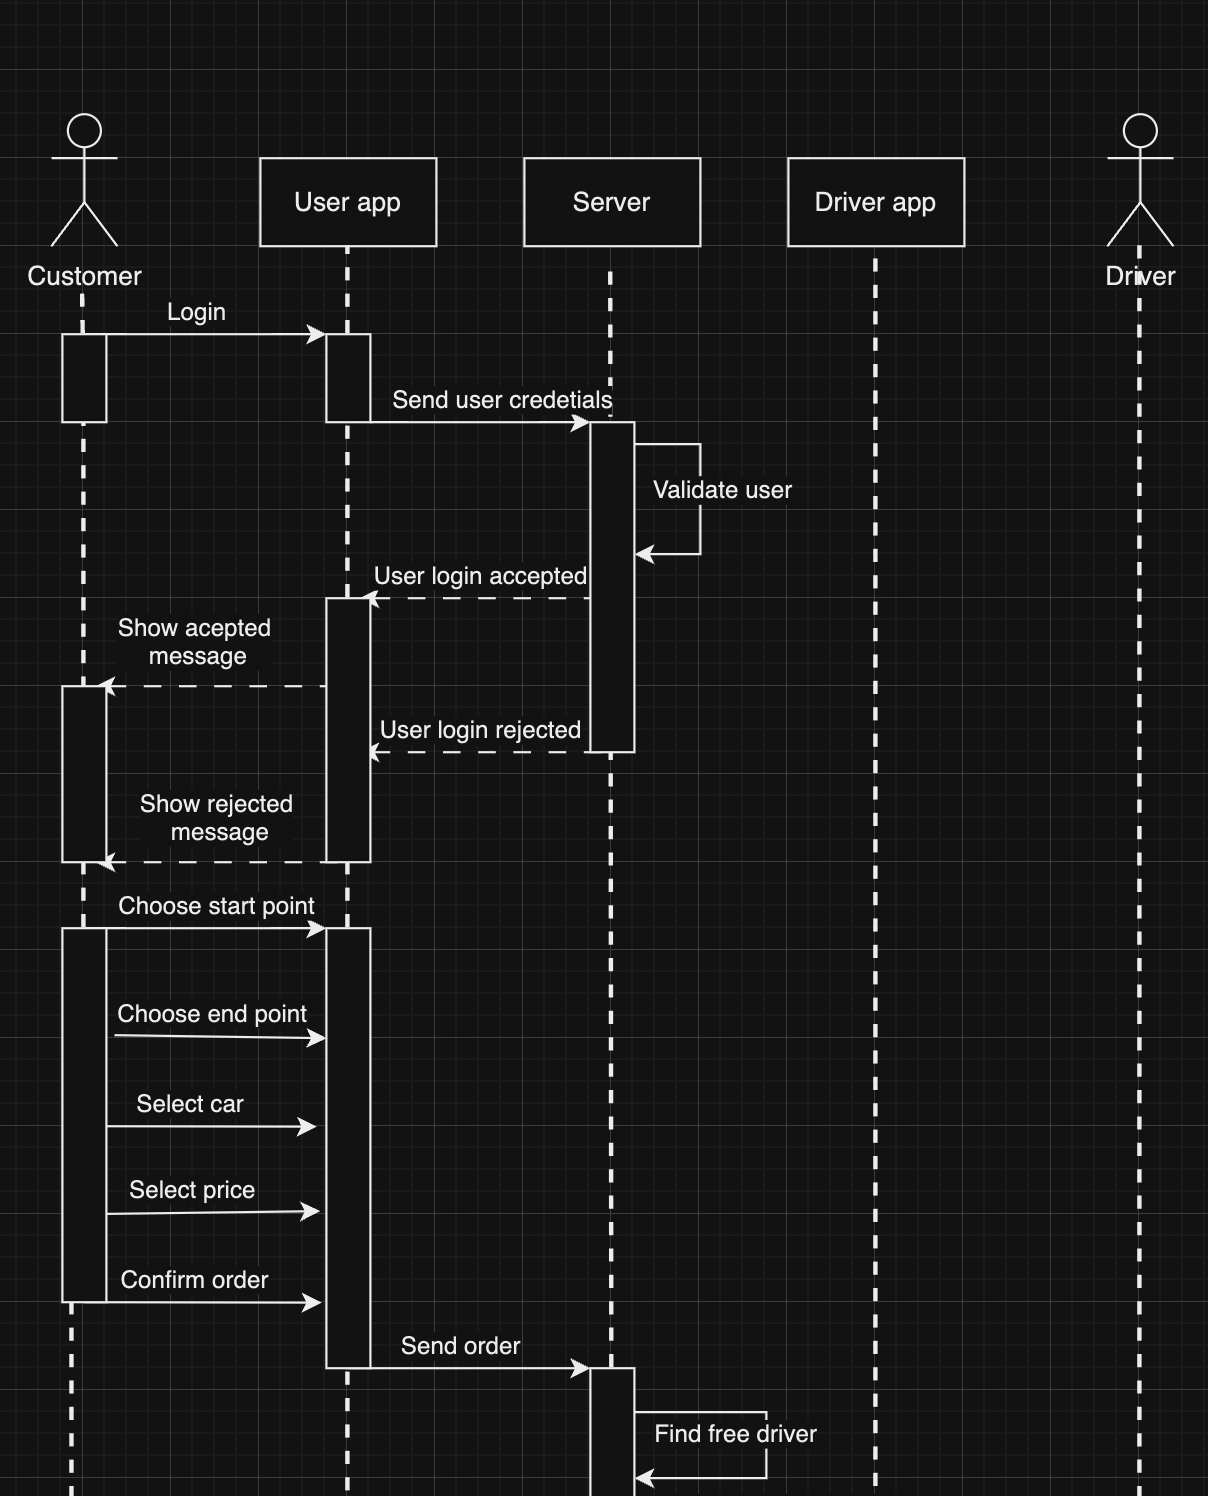 User app
Server
Driver app
Customer
Driver
Login
Send user credetials
Validate user
User login accepted
Show acepted
message
User login rejected
Show rejected
message
Choose start point
Choose end point
Select car
Select price
Confirm order
Send order
Find free driver